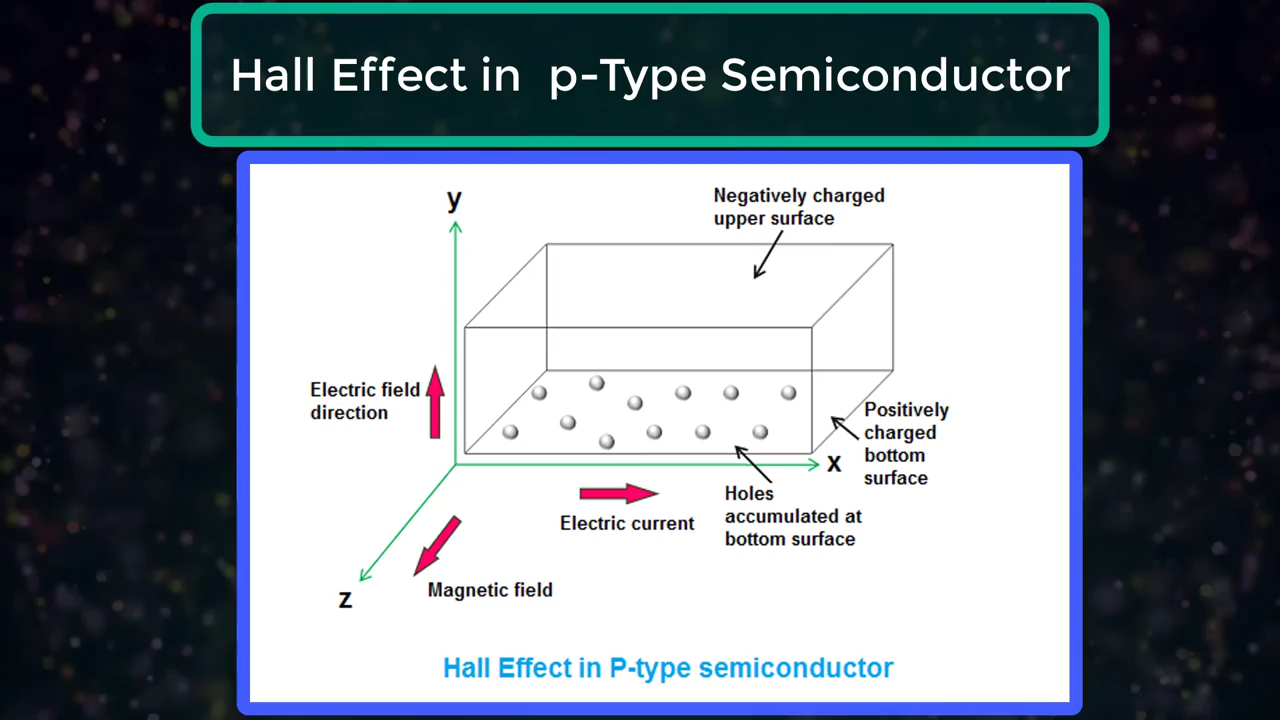 Hall Effect in p-Type Semiconductor
y
Negatively charged
upper surface
Electric field
direction
Positively
charged
bottom
surface
x
Holes
accumulated at
bottom surface
Electric current
Magnetic field
z
Hall Effect in P-type semiconductor